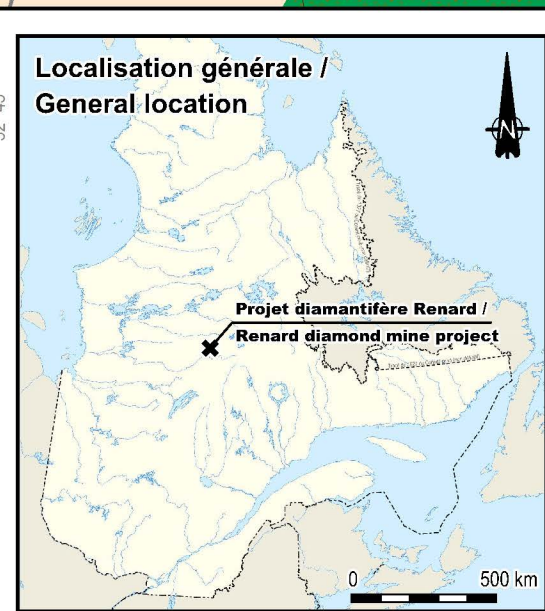 Localisation générale /
General location
N
Projet diamantifère Renard /
Renard diamond mine project
0 500 km